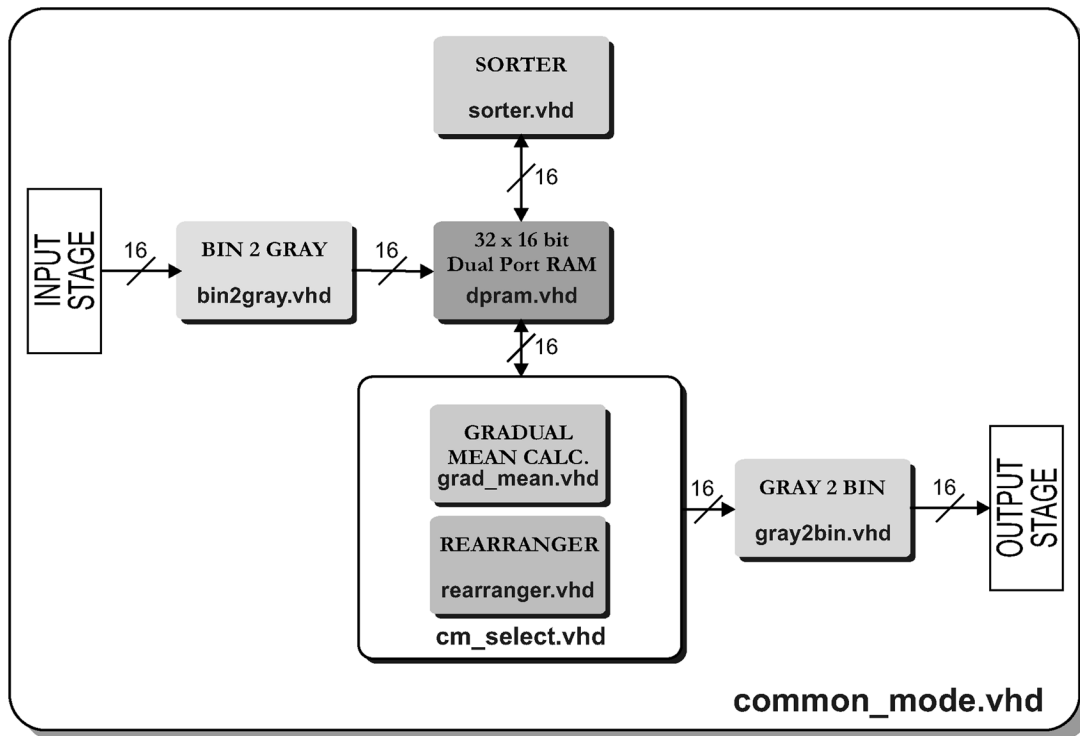 SORTER
sorter.vhd
16
INPUT
STAGE
16
BIN 2 GRAY
bin2gray.vhd
16
32 x 16 bit
Dual Port RAM
dpram.vhd
16
GRADUAL
MEAN CALC.
grad_mean.vhd
REARRANGER
rearranger.vhd
cm_select.vhd
16
GRAY 2 BIN
gray2bin.vhd
16
OUTPUT
STAGE
common_mode.vhd